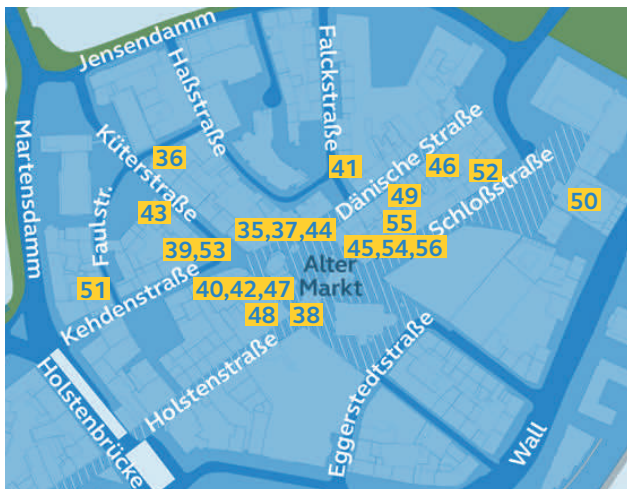 Jensendamm
Falckstraße
Haßstraße
Martensdamm
Küterstraße
36
41
Dänische Straße
46
52
Schloßstraße
50
49
43
Faulstr.
55
35,37,44
39,53
45,54,56
Alter
Markt
51
40,42,47
Kehdenstraße
48
38
Holstenstraße
Eggerstedtstraße
Holstenbrücke
Wall